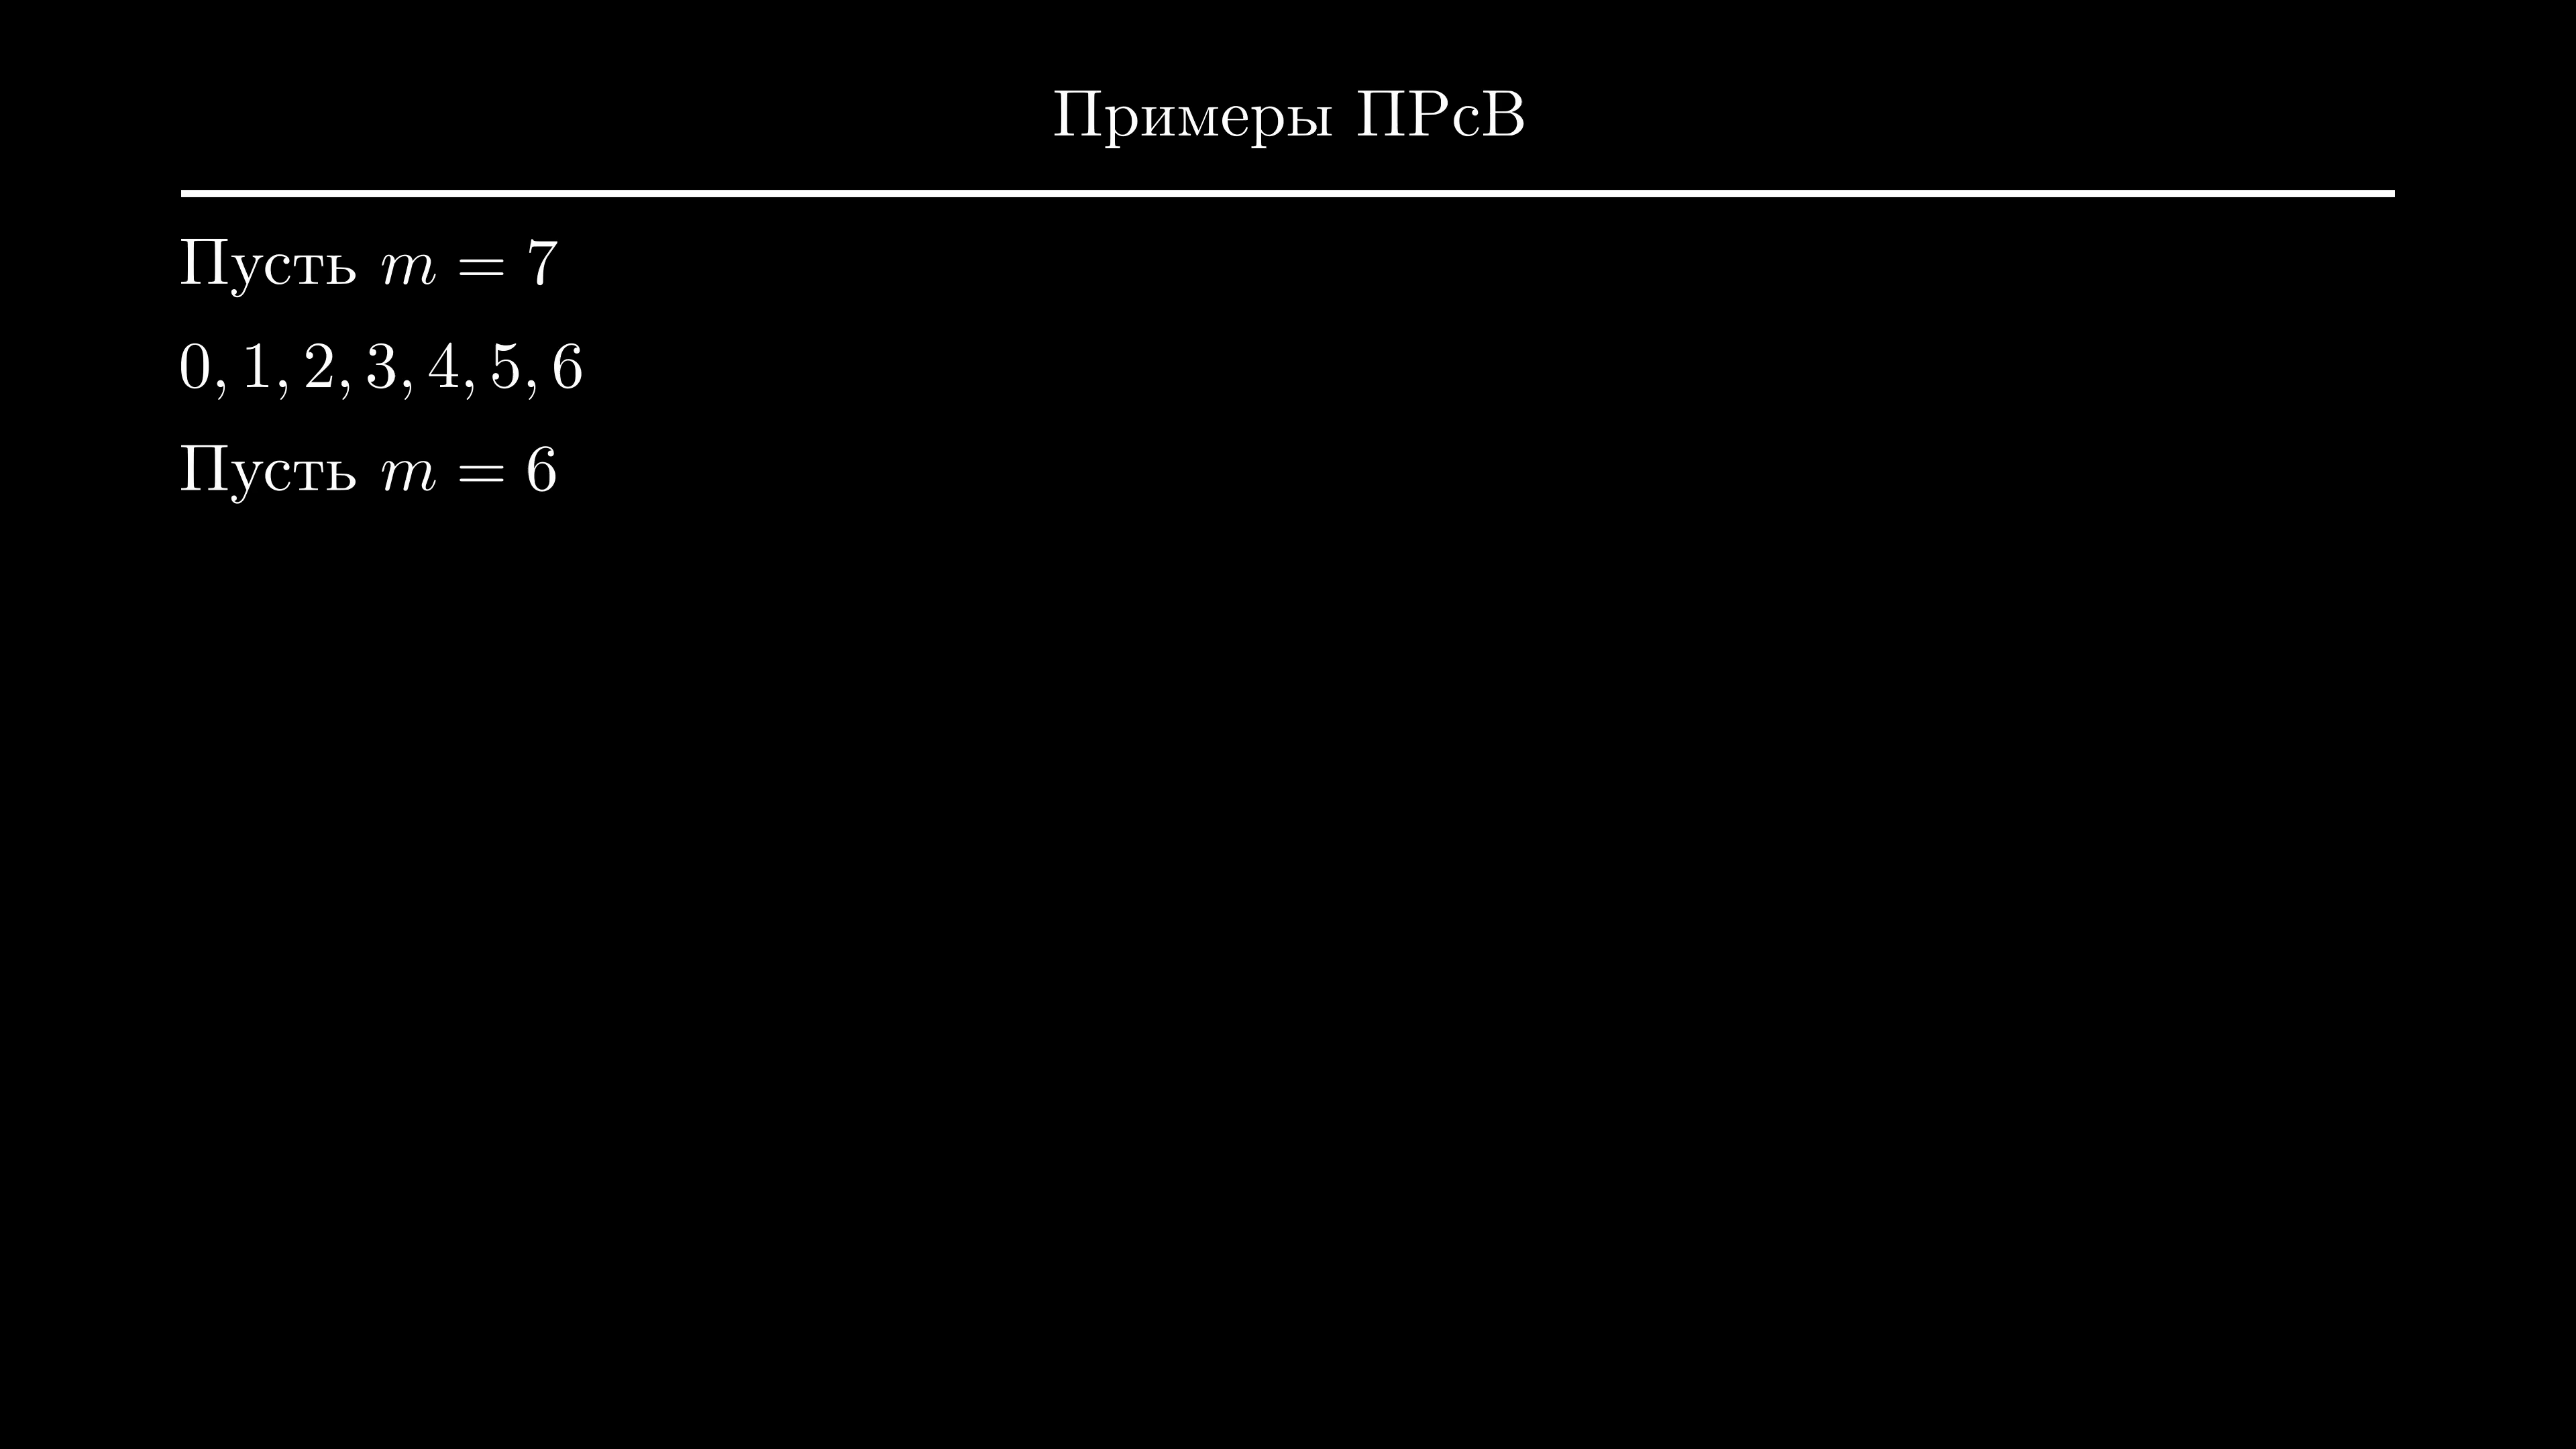 Примеры ПРсВ
Пусть m = 7
0, 1, 2, 3, 4, 5, 6
Пусть m = 6